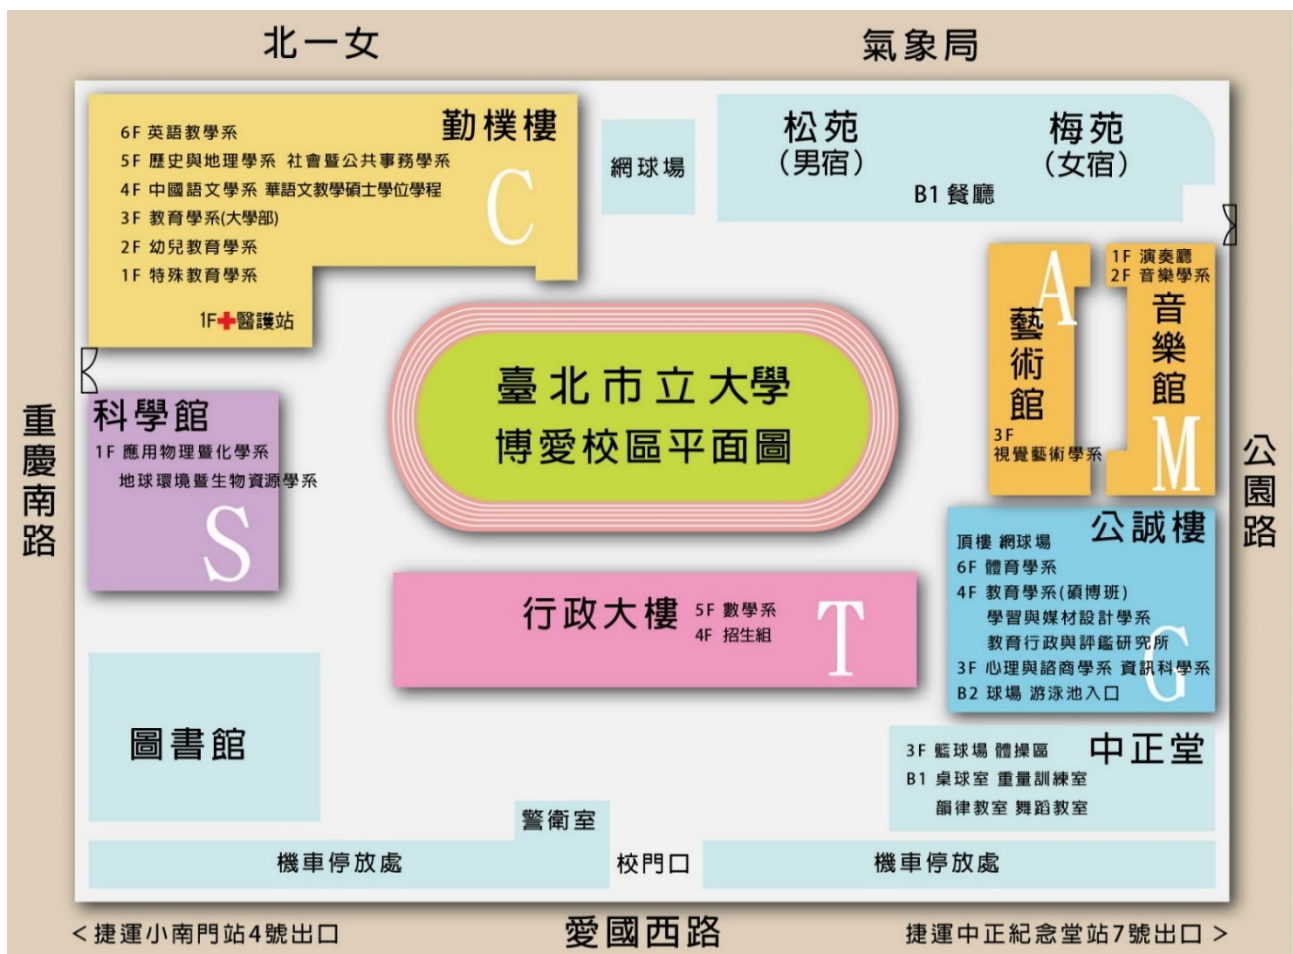 北一女
氣象局
勤樸樓
6F 英語教學系
5F 歷史與地理學系 社會暨公共事務學系
4F 中國語文學系 華語文教學碩士學位學程
3F 教育學系(大學部)
2F 幼兒教育學系
1F 特殊教育學系
1F 醫護站
C
網球場
松苑
(男宿)
梅苑
(女宿)
B1 餐廳
A
藝術館
3F
視覺藝術學系
1F 演奏廳
2F 音樂學系
音樂館
M
臺北市立大學
博愛校區平面圖
重慶南路
科學館
1F 應用物理暨化學系
地球環境暨生物資源學系
S
公園路
公誠樓
頂樓 網球場
6F 體育學系
4F 教育學系(碩博班)
學習與媒材設計學系
教育行政與評鑑研究所
3F 心理與諮商學系 資訊科學系
B2 球場 游泳池入口
G
行政大樓
5F 數學系
4F 招生組
T
圖書館
中正堂
3F 籃球場 體操區
B1 桌球室 重量訓練室
韻律教室 舞蹈教室
警衛室
機車停放處
校門口
機車停放處
<捷運小南門站4號出口
愛國西路
捷運中正紀念堂站7號出口 >